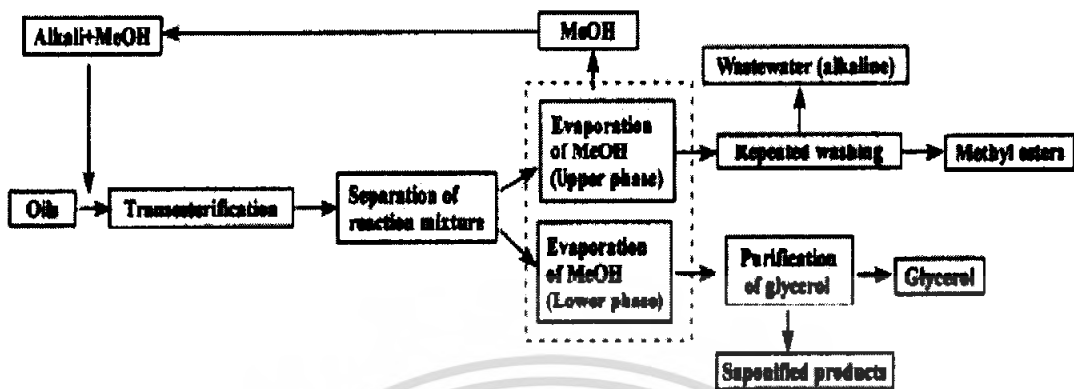 Alkali+MeOH
MeOH
Wastewater (alkaline)
Evaporation
of MeOH
(Upper phase)
Repeated washing
Methyl esters
Oils
Transesterification
Separation of
reaction mixture
Evaporation
of MeOH
(Lower phase)
Purification
of glycerol
Glycerol
Saponified products